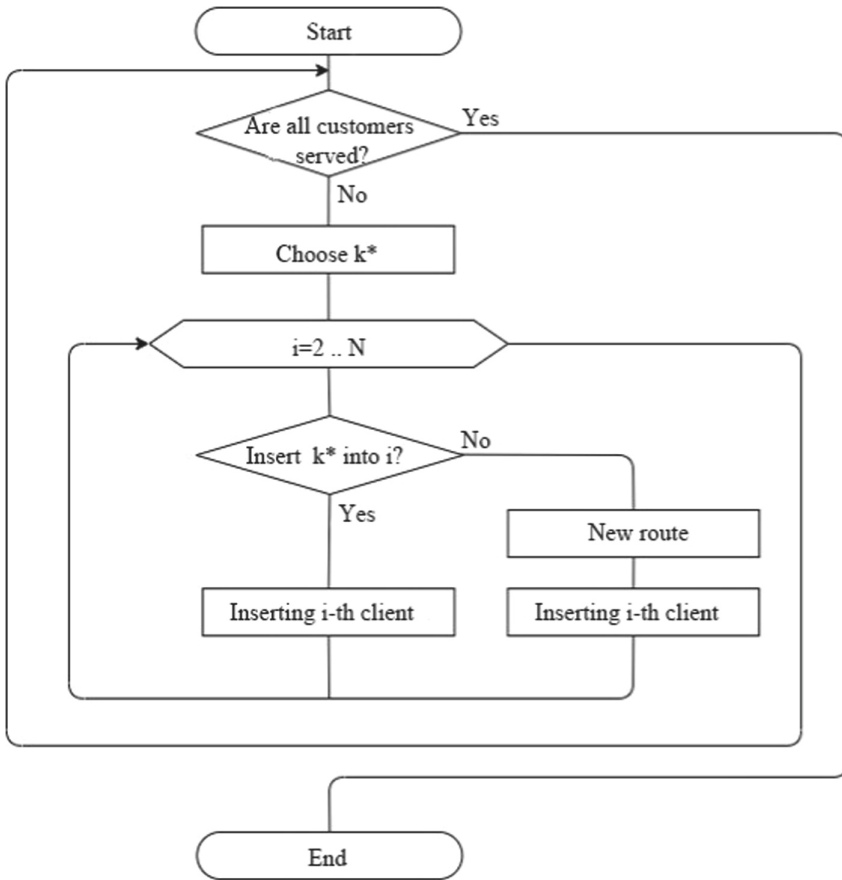 Start
Are all customers
served?
Yes
No
Choose k*
i=2 .. N
Insert k* into i?
No
Yes
New route
Inserting i-th client
Inserting i-th client
End